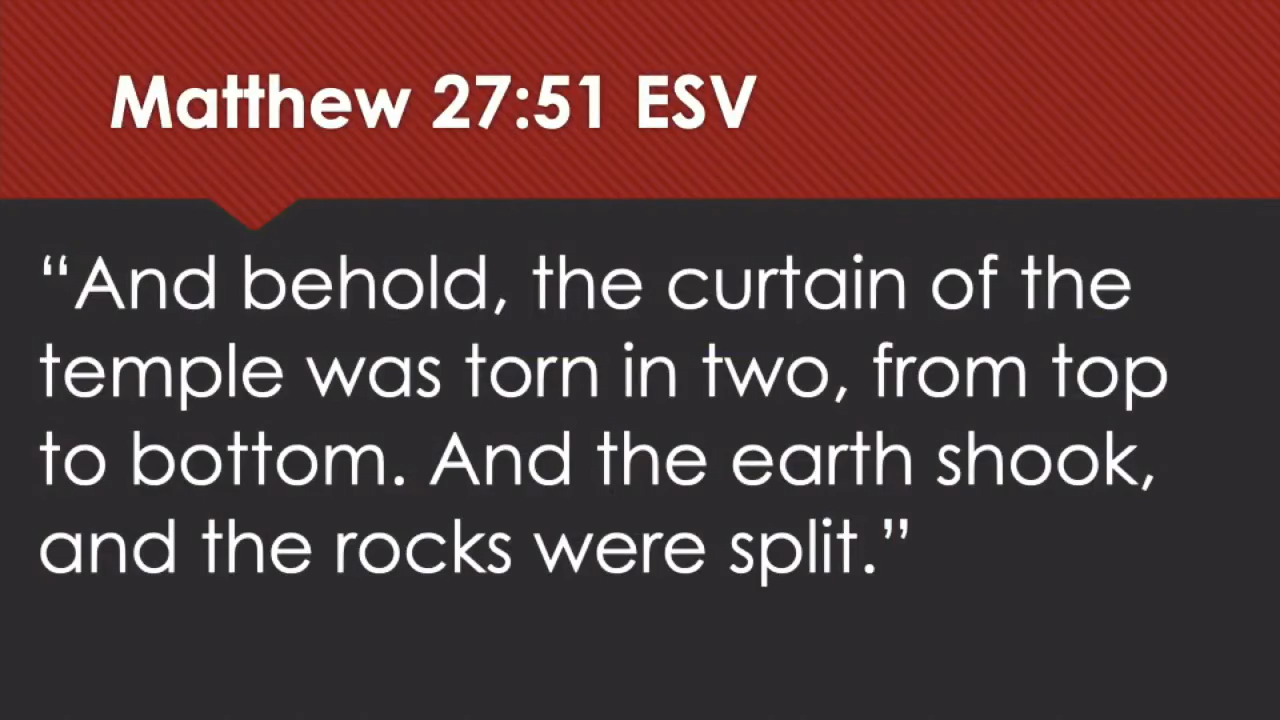 Matthew 27:51 ESV
“And behold, the curtain of the
temple was torn in two, from top
to bottom. And the earth shook,
and the rocks were split.”